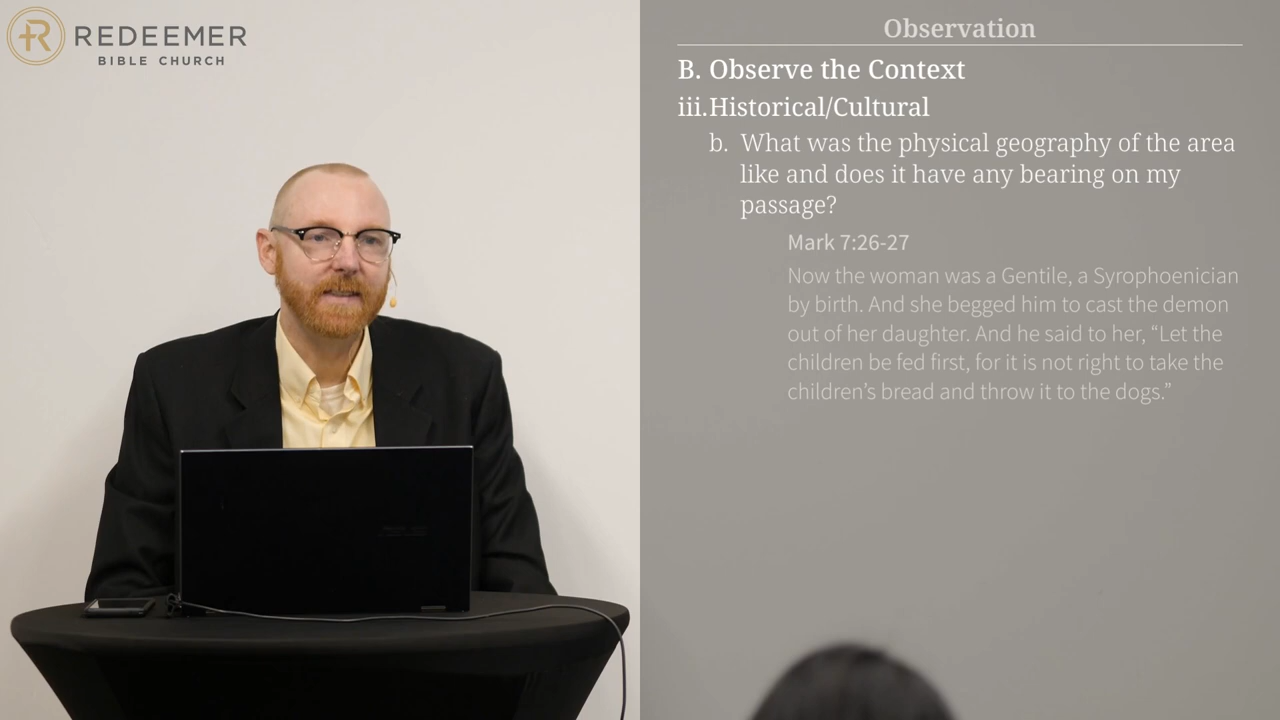 REDEEMER
BIBLE CHURCH
Observation
B. Observe the Context
iii.Historical/Cultural
b. What was the physical geography of the area
like and does it have any bearing on my
passage?
Mark 7:26-27
Now the woman was a Gentile, a Syrophoenician
by birth. And she begged him to cast the demon
out of her daughter. And he said to her, “Let the
children be fed first, for it is not right to take the
children’s bread and throw it to the dogs.”